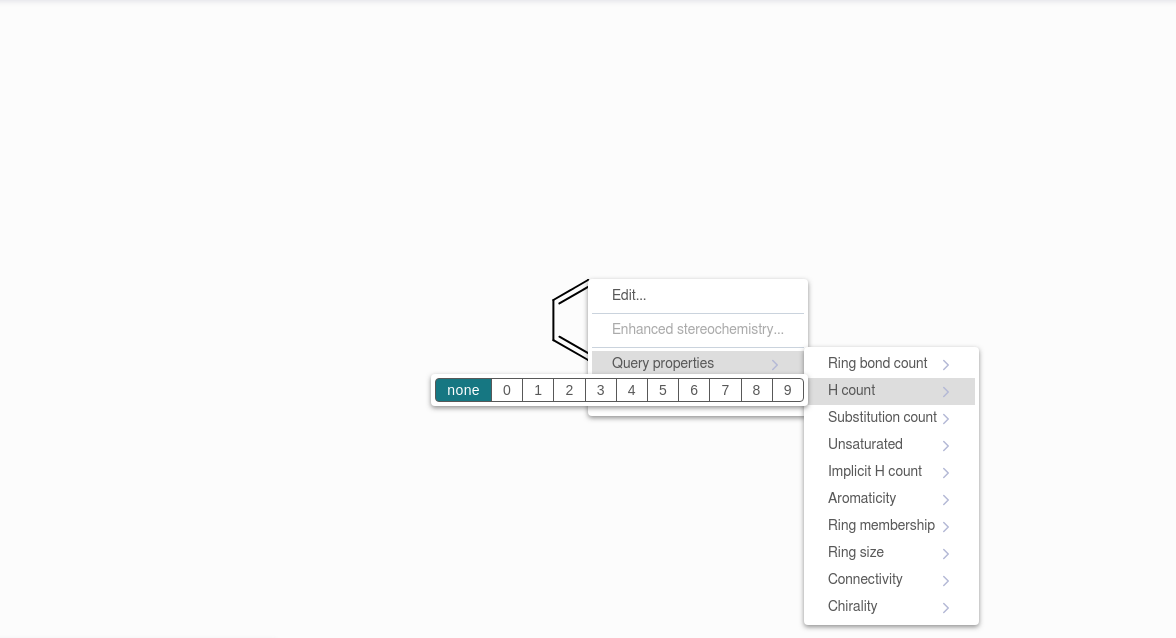 Edit...
Enhanced stereochemistry...
Query properties
Ring bond count
none 0 1 2 3 4 5 6 7 8 9
H count
Substitution count
Unsaturated
Implicit H count
Aromaticity
Ring membership
Ring size
Connectivity
Chirality